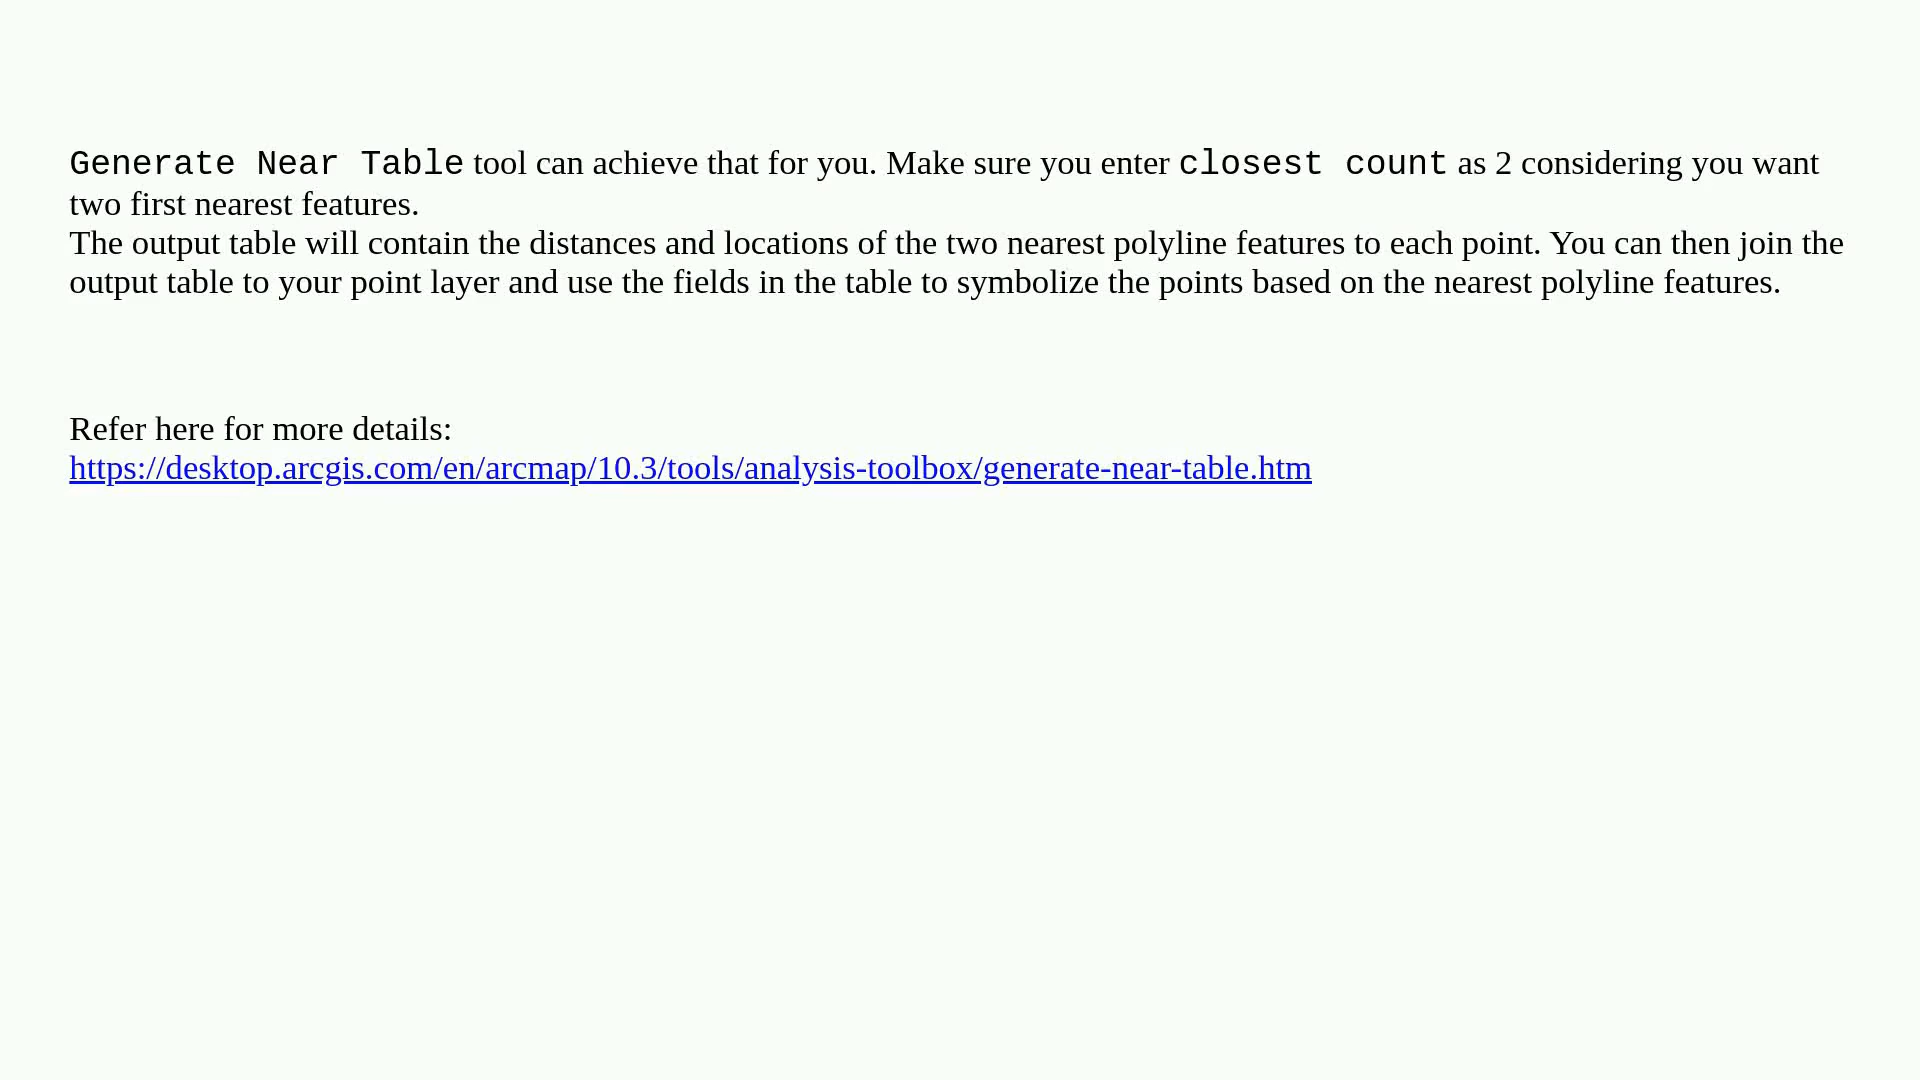 Generate Near Table tool can achieve that for you. Make sure you enter closest count as 2 considering you want
two first nearest features.
The output table will contain the distances and locations of the two nearest polyline features to each point. You can then join the
output table to your point layer and use the fields in the table to symbolize the points based on the nearest polyline features.
Refer here for more details:
https://desktop.arcgis.com/en/arcmap/10.3/tools/analysis-toolbox/generate-near-table.htm